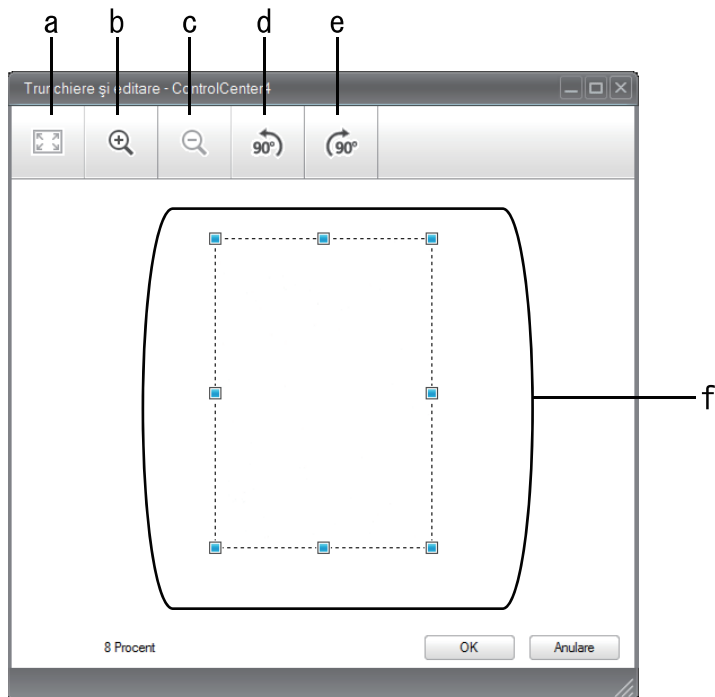 a b c d e
Trunchiere şi editare - ControlCenter4
90° 90°
f
8 Procent OK Anulare